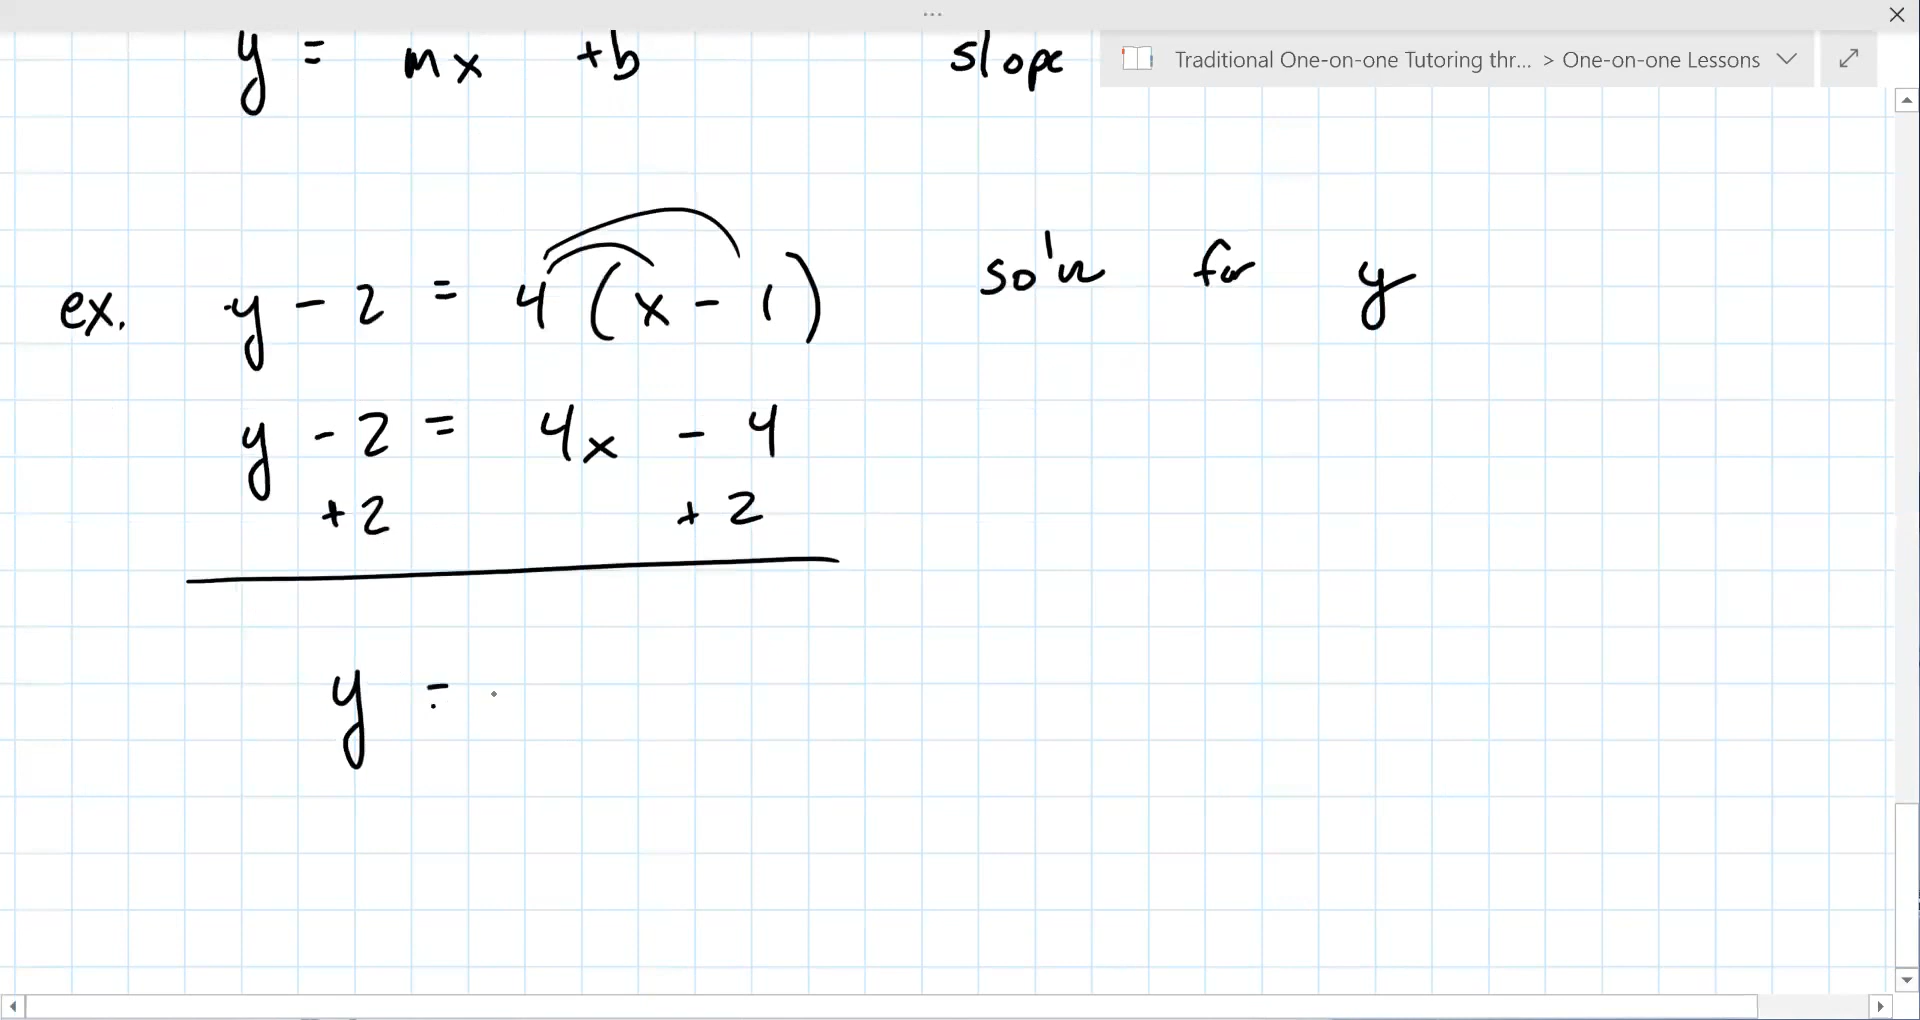 y = mx +b slope
Traditional One-on-one Tutoring thr... > One-on-one Lessons
ex. y - 2 = 4 ( x - 1 ) so'n for y
y - 2 = 4x - 4
+ 2 + 2
y =